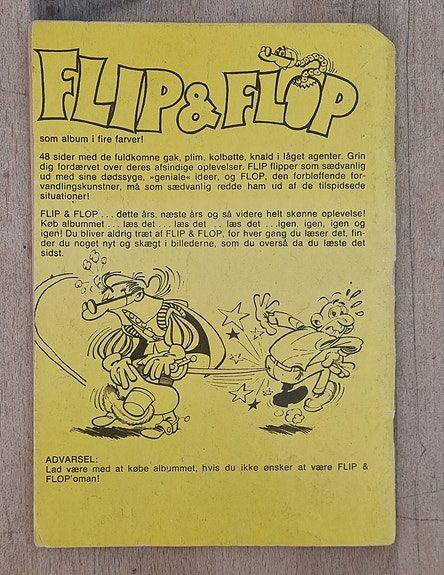 FLIP & FLOP
som album i fire farver!
48 sider med de fuldkomne gak, plim, kolbøtte, knald i låget agenter. Grin
dig fordærvet over deres afsindige oplevelser. FLIP flipper som sædvanlig
ud med sine dødssyge, »geniale« ideer, og FLOP, den forbløffende for-
vandlingskunstner, må som sædvanlig redde ham ud af de tilspidsede
situationer!
FLIP & FLOP . . . dette års. næste års og så videre helt skønne oplevelse!
Køb albummet . . . læs det . . . læs det . . læs det . . .igen, igen, igen og
igen! Du bliver aldrig træt af FLIP & FLOP, for hver gang du læser det, fin-
der du noget nyt og skægt i billederne, som du overså da du læste det
sidst.
ADVARSEL:
Lad være med at købe albummet, hvis du ikke ønsker at være FLIP &
FLOP'oman!